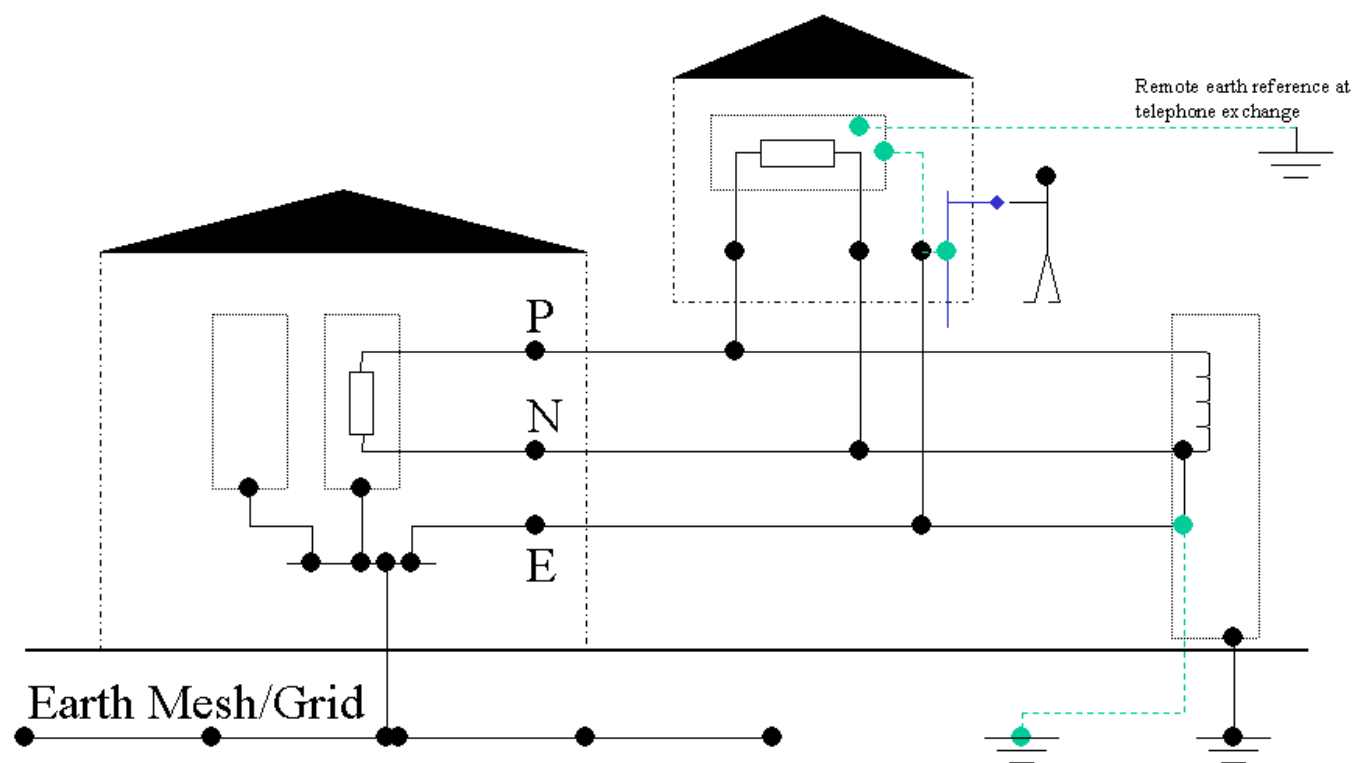 Remote earth reference at
telephone exchange
P
N
E
Earth Mesh/Grid